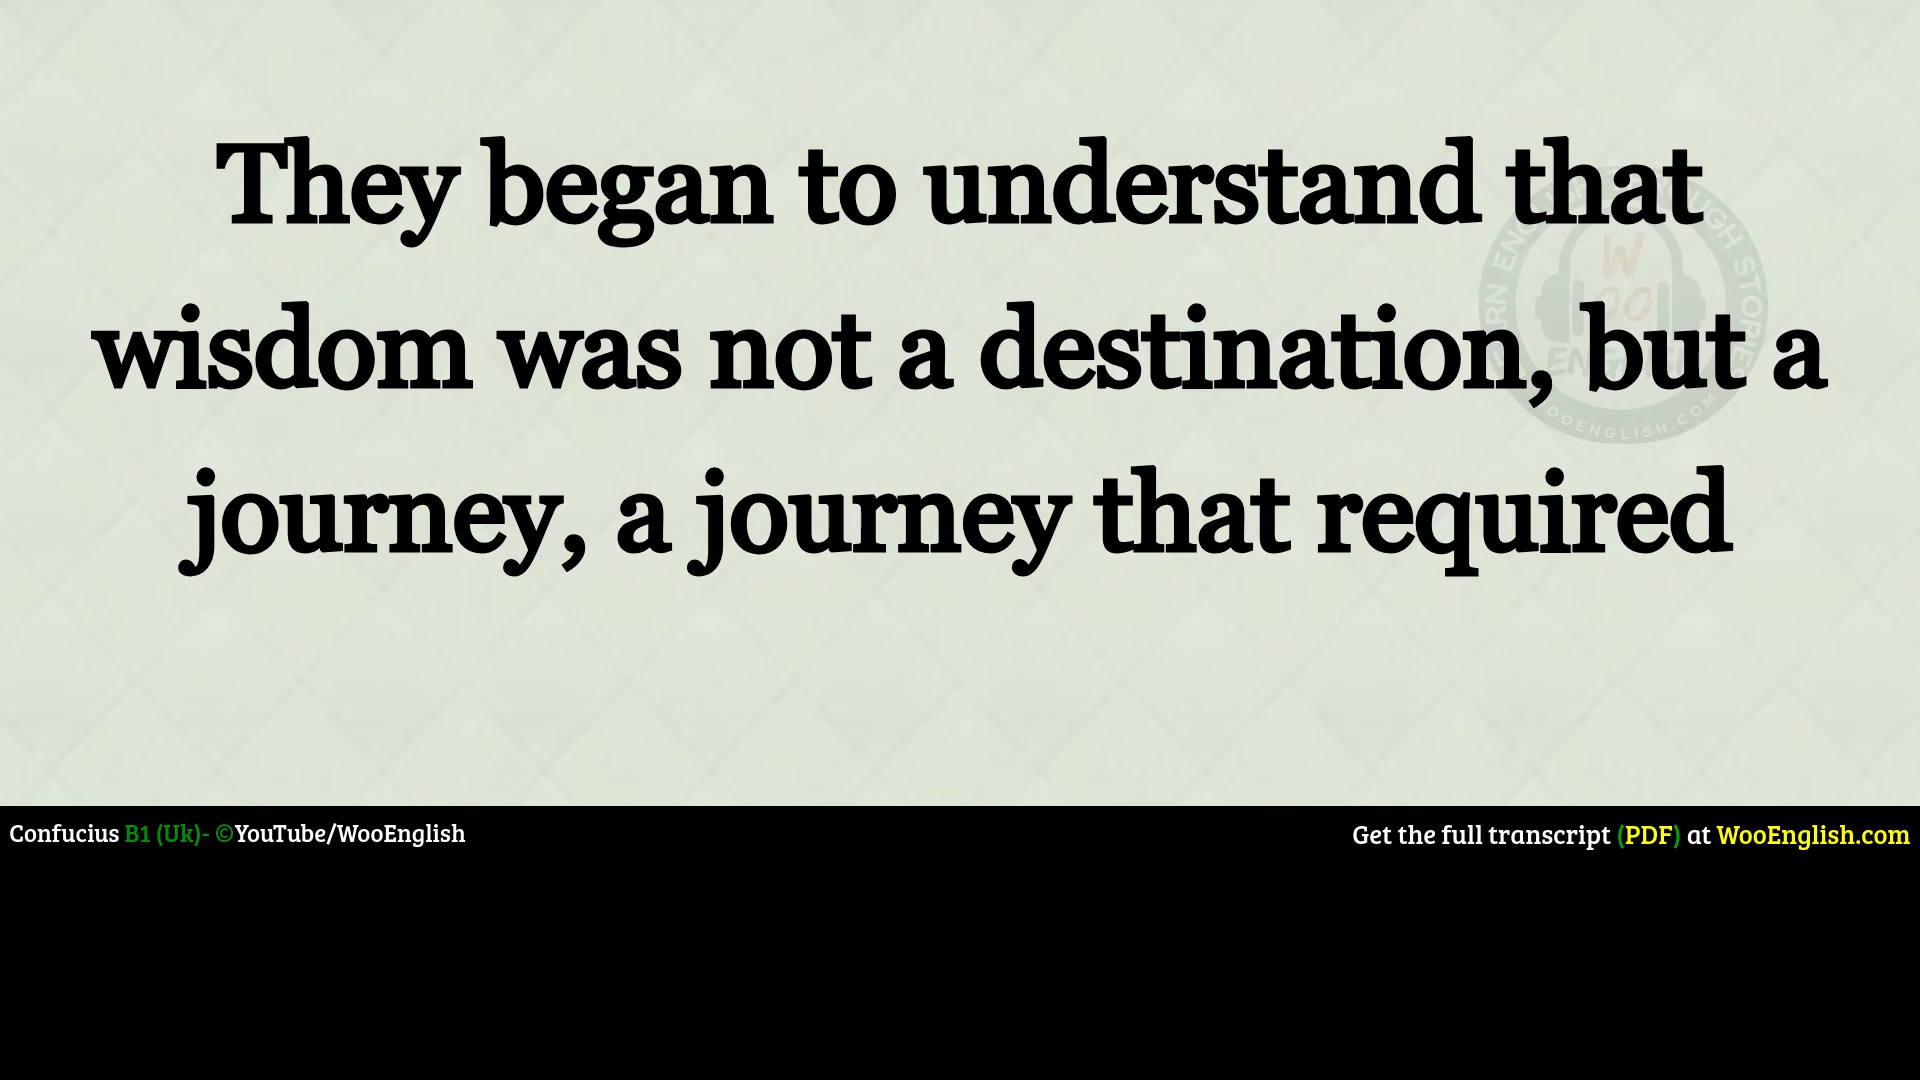 They began to understand that
wisdom was not a destination, but a
journey, a journey that required
Confucius B1 (Uk)- ©YouTube/WooEnglish
Get the full transcript (PDF) at WooEnglish.com